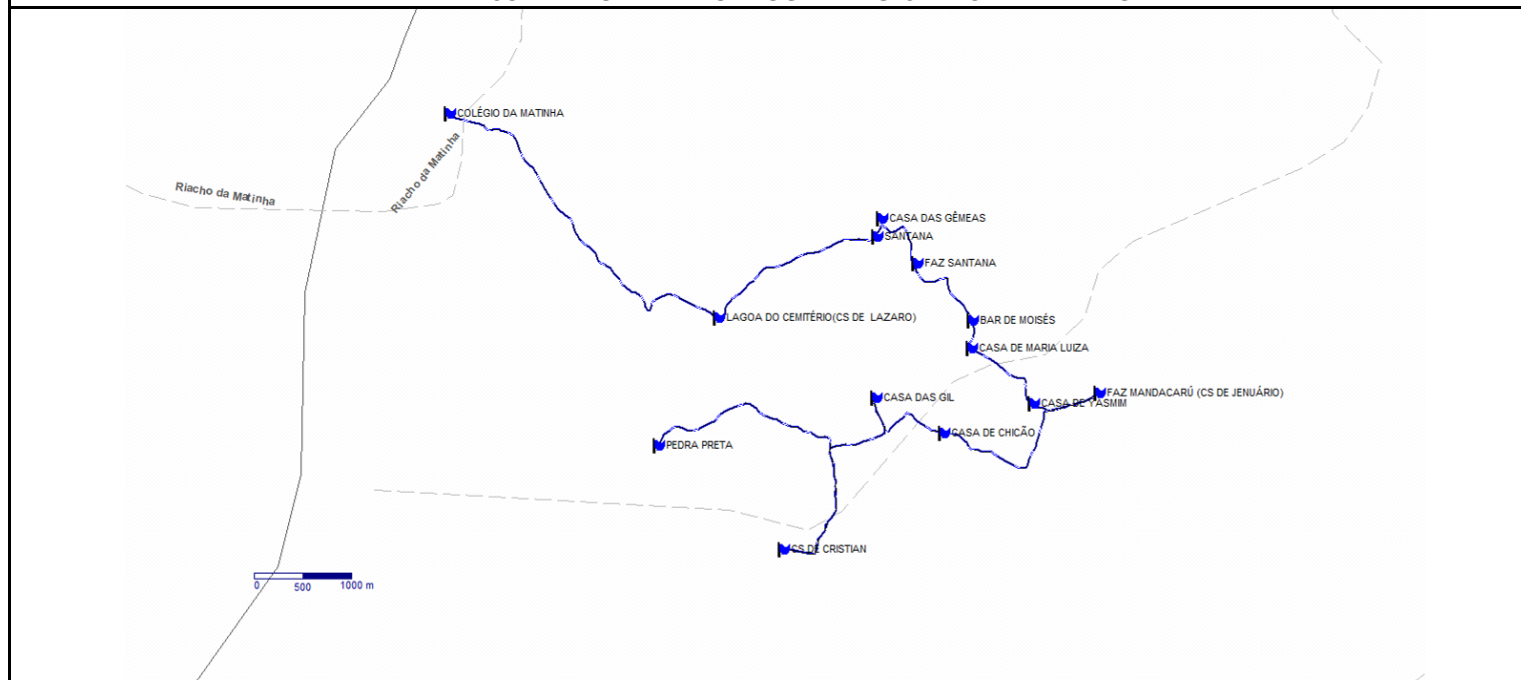 COLÉGIO DA MATINHA
Riacho da Matinha
Riacho da Matinha
CASA DAS GÊMEAS
SANTANA
FAZ SANTANA
LAGOA DO CEMITÉRIO(CS DE LAZARO)
BAR DE MOISÉS
CASA DE MARIA LUIZA
FAZ MANDACARÚ (CS DE JENUÁRIO)
CASA DAS GIL
CASA DE YASMIM
CASA DE CHICÃO
PEDRA PRETA
CS DE CRISTIAN
0 500 1000 m